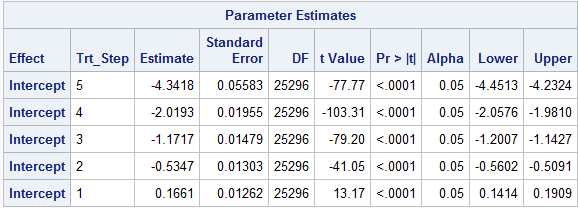 Parameter Estimates
Effect Trt_Step Estimate Standard Error DF t Value Pr > |t| Alpha Lower Upper
Intercept 5 -4.3418 0.05583 25296 -77.77 <.0001 0.05 -4.4513 -4.2324
Intercept 4 -2.0193 0.01955 25296 -103.31 <.0001 0.05 -2.0576 -1.9810
Intercept 3 -1.1717 0.01479 25296 -79.20 <.0001 0.05 -1.2007 -1.1427
Intercept 2 -0.5347 0.01303 25296 -41.05 <.0001 0.05 -0.5602 -0.5091
Intercept 1 0.1661 0.01262 25296 13.17 <.0001 0.05 0.1414 0.1909